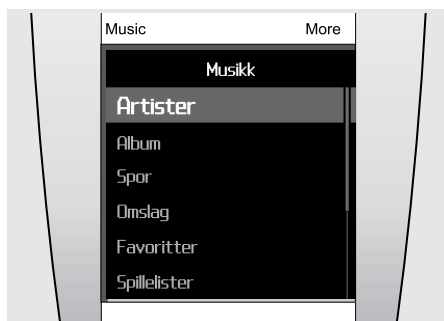 Music More
Musikk
Artister
Album
Spor
Omslag
Favoritter
Spillelister